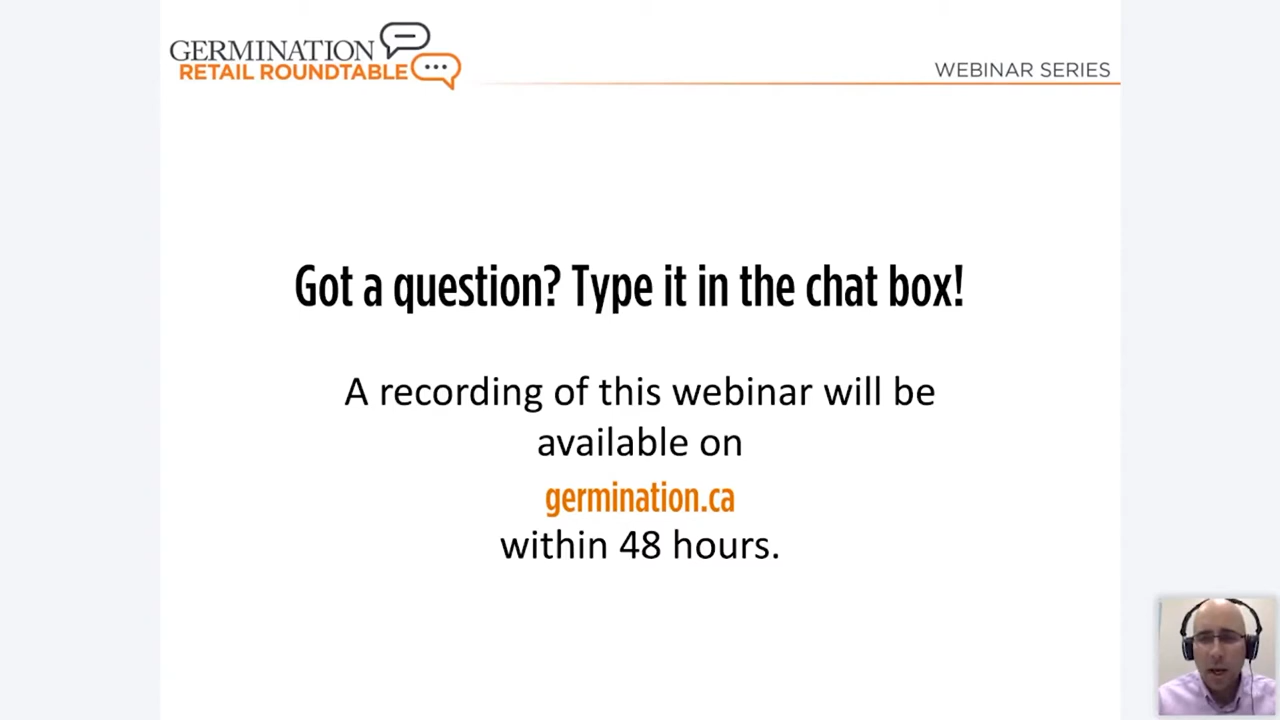 GERMINATION
RETAIL ROUNDTABLE
WEBINAR SERIES
Got a question? Type it in the chat box!
A recording of this webinar will be
available on
germination.ca
within 48 hours.